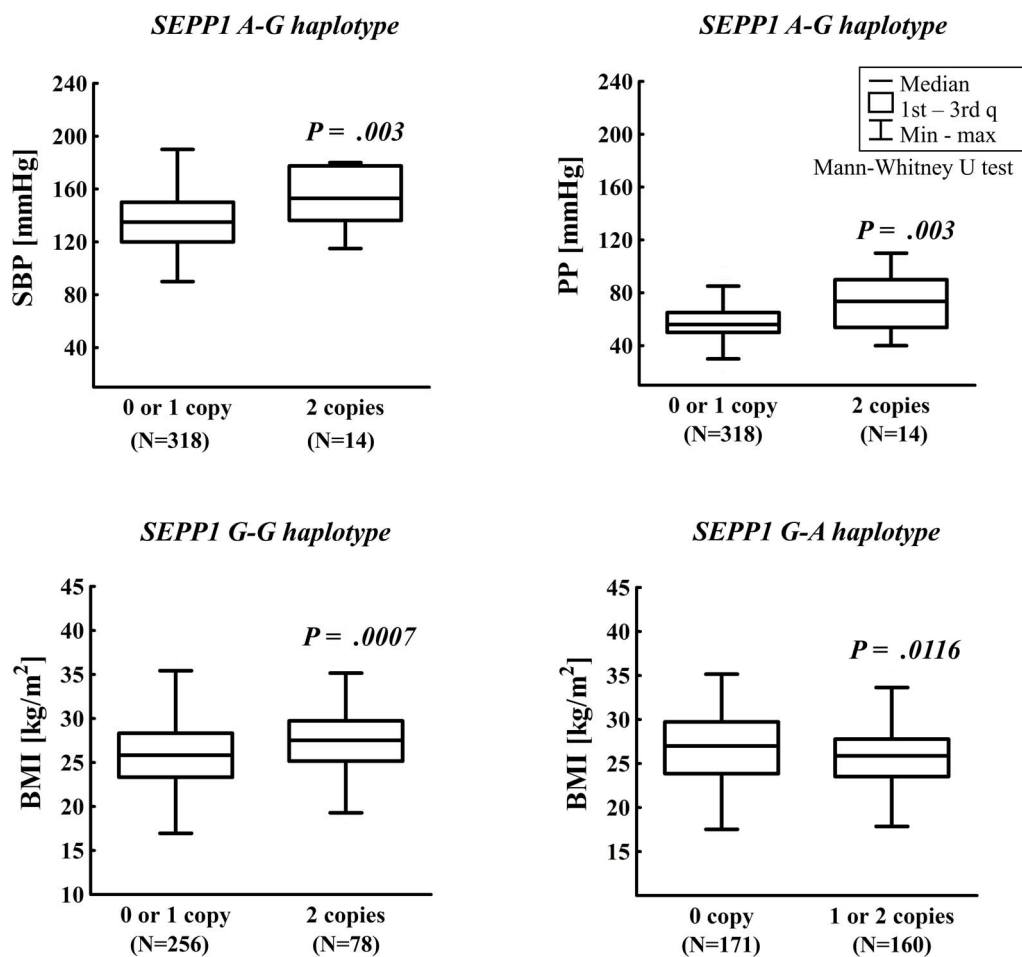 SEPP1 A-G haplotype
SBP [mmHg]
240
200
160
120
80
40
P = .003
0 or 1 copy
2 copies
(N=318)
(N=14)
SEPP1 A-G haplotype
Median
1st – 3rd q
Min - max
Mann-Whitney U test
PP [mmHg]
240
200
160
120
80
40
P = .003
0 or 1 copy
2 copies
(N=318)
(N=14)
SEPP1 G-G haplotype
BMI [kg/m²]
45
40
35
30
25
20
15
10
P = .0007
0 or 1 copy
2 copies
(N=256)
(N=78)
SEPP1 G-A haplotype
BMI [kg/m²]
45
40
35
30
25
20
15
P = .0116
0 copy
1 or 2 copies
(N=171)
(N=160)